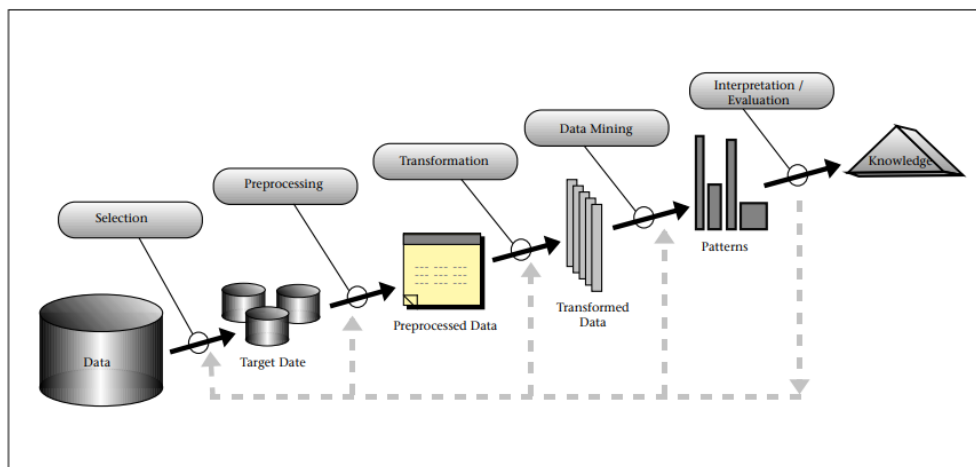 Interpretation /
Evaluation
Data Mining
Transformation
Knowledge
Preprocessing
Selection
Patterns
Transformed
Data
Preprocessed Data
Target Date
Data